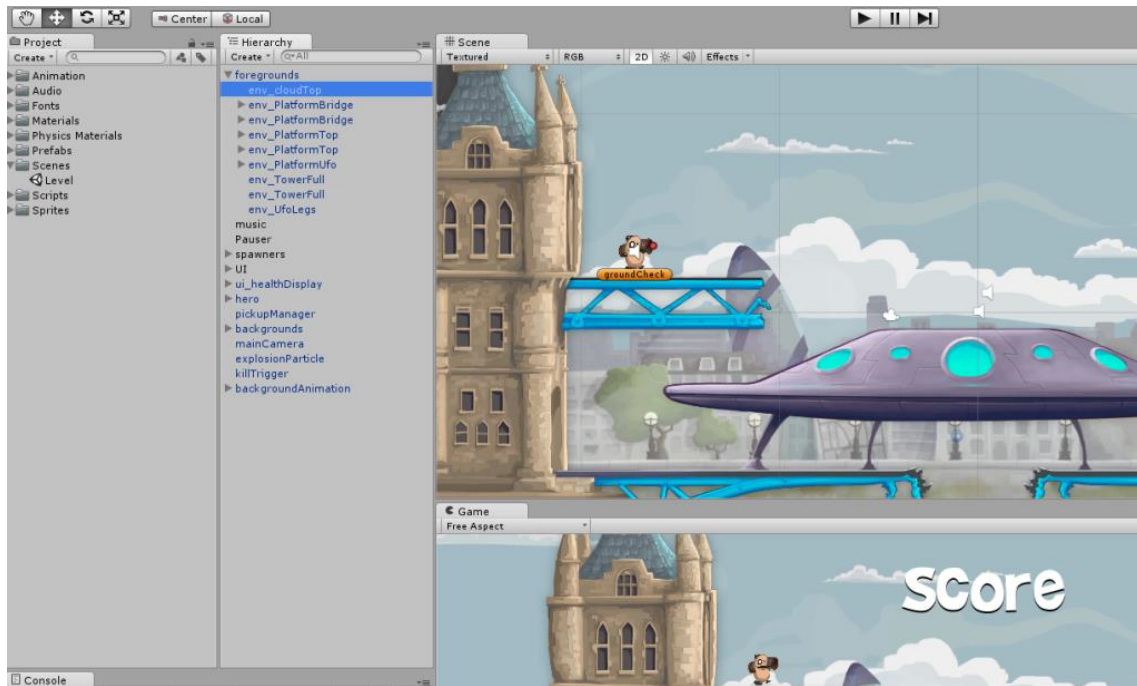 Center Local
Project
Create
Animation
Audio
Fonts
Materials
Physics Materials
Prefabs
Scenes
Level
Scripts
Sprites
Hierarchy
Create All
foregrounds
env_cloudTop
env_PlatformBridge
env_PlatformBridge
env_PlatformTop
env_PlatformTop
env_PlatformUfo
env_TowerFull
env_TowerFull
env_UfoLegs
music
Pauser
spawners
UI
ui_healthDisplay
hero
pickupManager
backgrounds
mainCamera
explosionParticle
killTrigger
backgroundAnimation
Scene
Textured RGB 2D Effects
groundCheck
Game
Free Aspect
score
Console